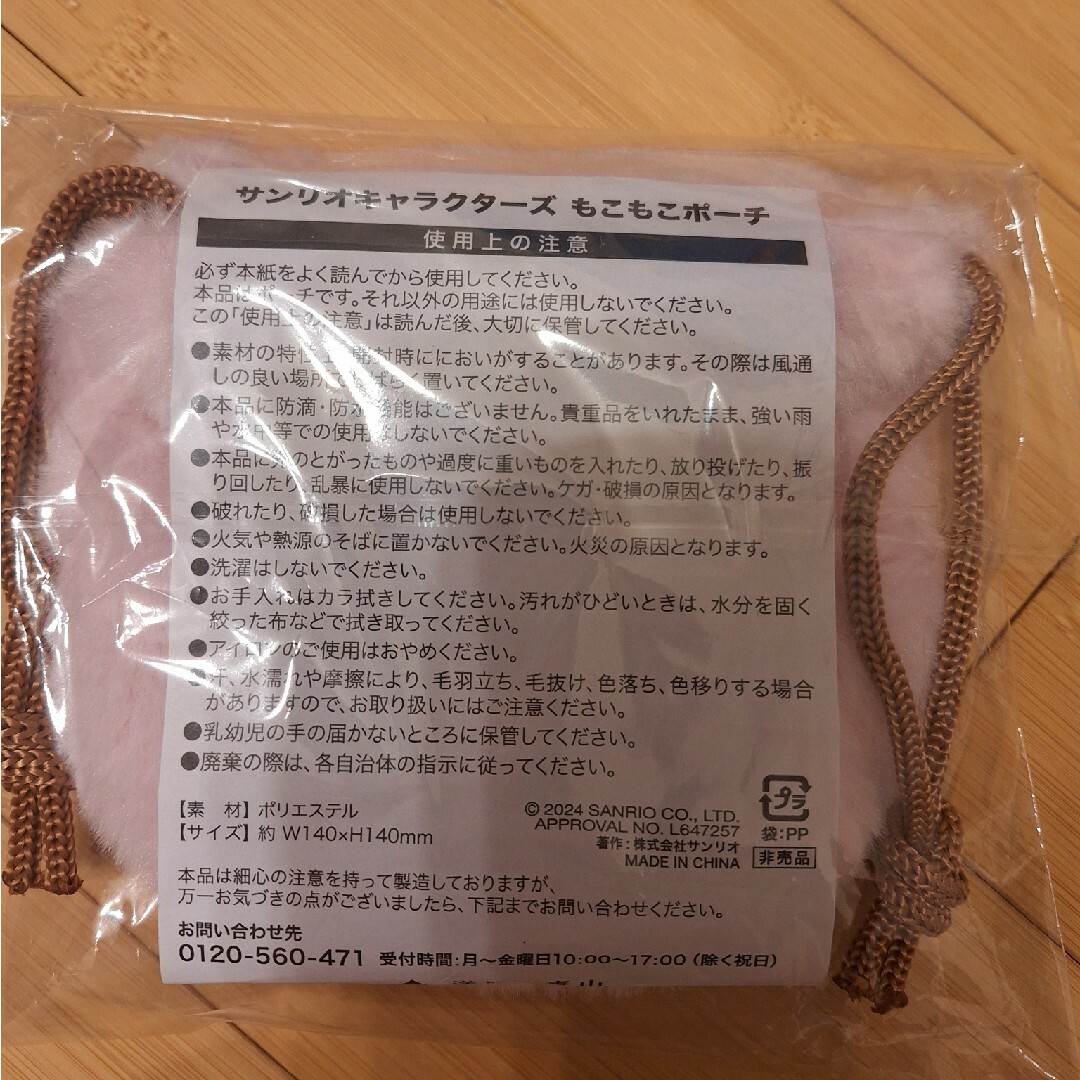 サンリオキャラクターズ もこもこポーチ
使用上の注意
必ず本紙をよく読んでから使用してください。
本品はポーチです。それ以外の用途には使用しないでください。
この「使用上の注意」は読んだ後、大切に保管してください。
●素材の特性上、開封時ににおいがすることがあります。その際は風通
しの良い場所でしばらく置いてください。
●本品に防滴・防水機能はございません。貴重品をいれたまま、強い雨
や水中等での使用はしないでください。
●本品に先のとがったものや過度に重いものを入れたり、放り投げたり、振
り回したり、乱暴に使用しないでください。ケガ・破損の原因となります。
●破れたり、破損した場合は使用しないでください。
●火気や熱源のそばに置かないでください。火災の原因となります。
●洗濯はしないでください。
●お手入れはカラ拭きしてください。汚れがひどいときは、水分を固く
絞った布などで拭き取ってください。
●アイロンのご使用はおやめください。
●汗、水濡れや摩擦により、毛羽立ち、毛抜け、色落ち、色移りする場合
がありますので、お取り扱いにはご注意ください。
●乳幼児の手の届かないところに保管してください。
●廃棄の際は、各自治体の指示に従ってください。
【素　材】ポリエステル
【サイズ】約 W140×H140mm
© 2024 SANRIO CO., LTD.
APPROVAL NO. L647257
著作：株式会社サンリオ
MADE IN CHINA
プラ
袋：PP
非売品
本品は細心の注意を持って製造しておりますが、
万一お気づきの点がございましたら、下記までお問い合わせください。
お問い合わせ先
0120-560-471 受付時間：月～金曜日10：00～17：00（除く祝日）